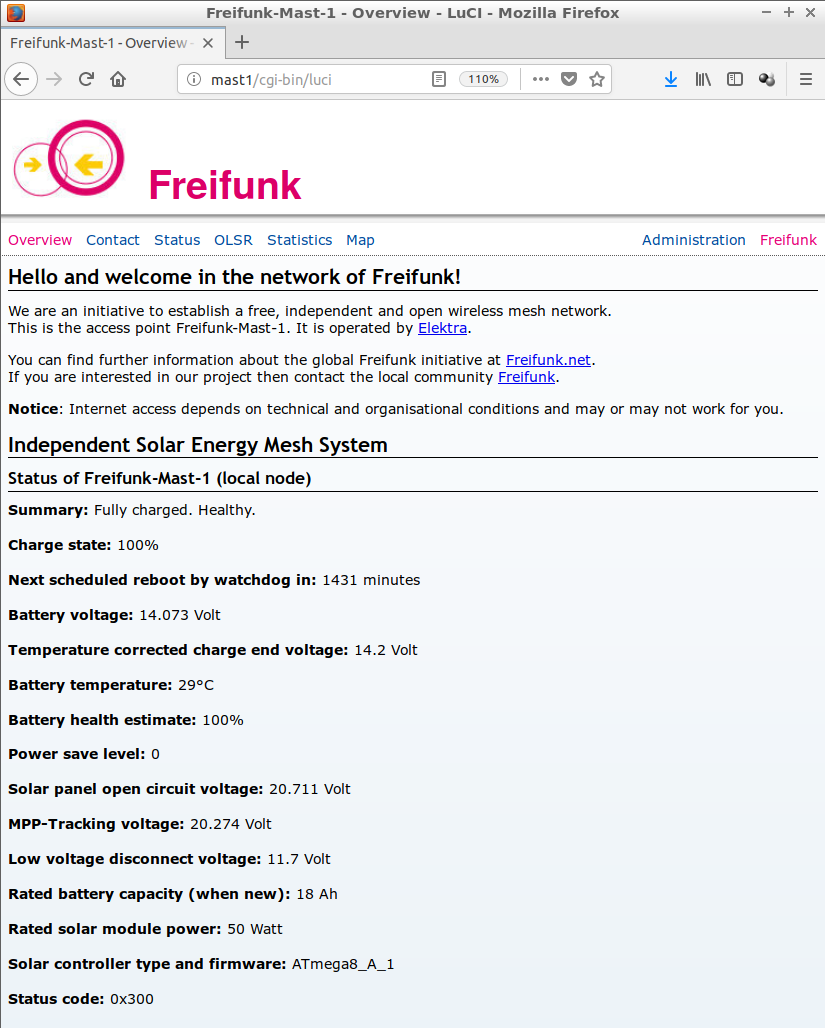 Freifunk-Mast-1 - Overview - LuCI - Mozilla Firefox
Freifunk-Mast-1 - Overview -
mast1/cgi-bin/luci
110%
Freifunk
Overview Contact Status OLSR Statistics Map Administration Freifunk
Hello and welcome in the network of Freifunk!
We are an initiative to establish a free, independent and open wireless mesh network.
This is the access point Freifunk-Mast-1. It is operated by Elektra.
You can find further information about the global Freifunk initiative at Freifunk.net.
If you are interested in our project then contact the local community Freifunk.
Notice: Internet access depends on technical and organisational conditions and may or may not work for you.
Independent Solar Energy Mesh System
Status of Freifunk-Mast-1 (local node)
Summary: Fully charged. Healthy.
Charge state: 100%
Next scheduled reboot by watchdog in: 1431 minutes
Battery voltage: 14.073 Volt
Temperature corrected charge end voltage: 14.2 Volt
Battery temperature: 29°C
Battery health estimate: 100%
Power save level: 0
Solar panel open circuit voltage: 20.711 Volt
MPP-Tracking voltage: 20.274 Volt
Low voltage disconnect voltage: 11.7 Volt
Rated battery capacity (when new): 18 Ah
Rated solar module power: 50 Watt
Solar controller type and firmware: ATmega8_A_1
Status code: 0x300